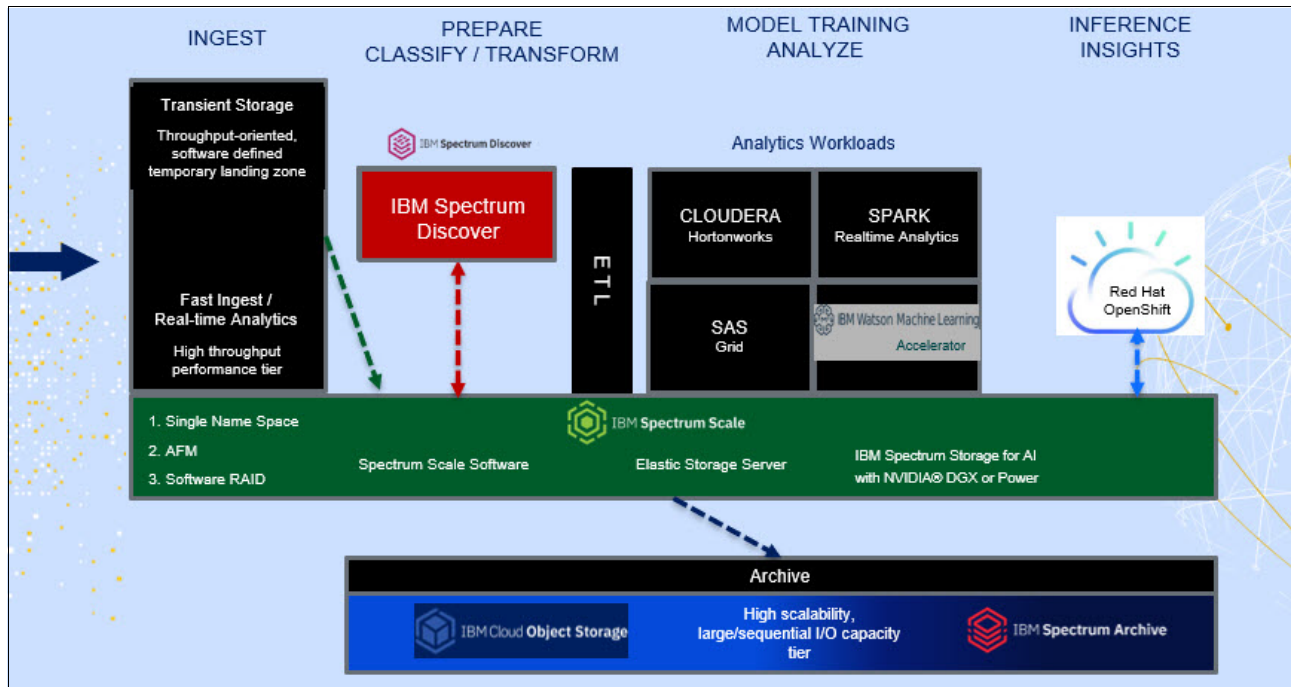 INGEST
PREPARE
CLASSIFY / TRANSFORM
MODEL TRAINING
ANALYZE
INFERENCE
INSIGHTS
Transient Storage
Throughput-oriented,
software defined
temporary landing zone
Fast Ingest /
Real-time Analytics
High throughput
performance tier
IBM Spectrum Discover
IBM Spectrum
Discover
ETL
Analytics Workloads
CLOUDERA
Hortonworks
SPARK
Realtime Analytics
SAS
Grid
IBM Watson Machine Learning
Accelerator
Red Hat
OpenShift
1. Single Name Space
2. AFM
3. Software RAID
IBM Spectrum Scale
Spectrum Scale Software
Elastic Storage Server
IBM Spectrum Storage for AI
with NVIDIA® DGX or Power
Archive
IBM Cloud Object Storage
High scalability,
large/sequential I/O capacity
tier
IBM Spectrum Archive